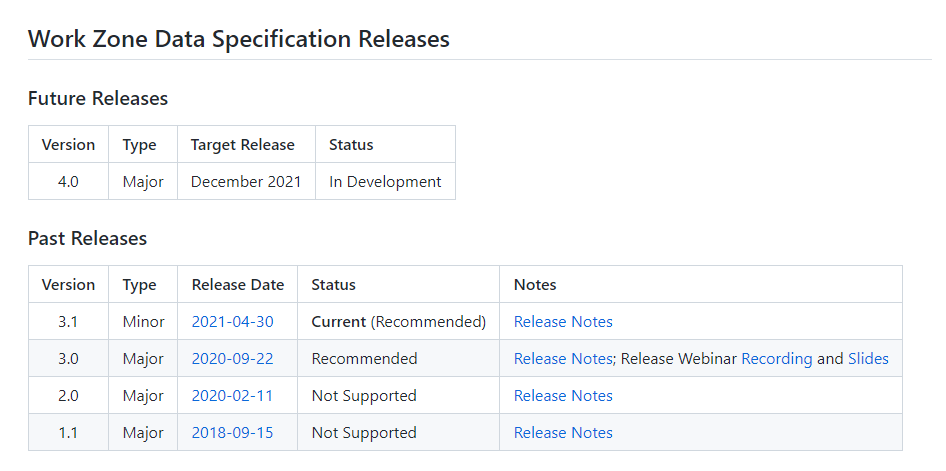 Work Zone Data Specification Releases
Future Releases
Version Type Target Release Status
4.0 Major December 2021 In Development
Past Releases
Version Type Release Date Status Notes
3.1 Minor 2021-04-30 Current (Recommended) Release Notes
3.0 Major 2020-09-22 Recommended Release Notes; Release Webinar Recording and Slides
2.0 Major 2020-02-11 Not Supported Release Notes
1.1 Major 2018-09-15 Not Supported Release Notes